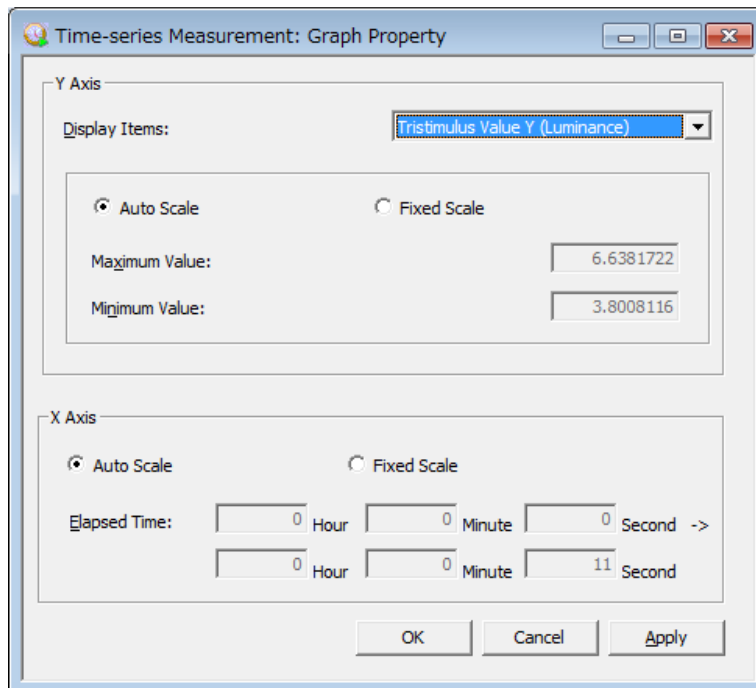 Time-series Measurement: Graph Property
Y Axis
Display Items: Tristimulus Value Y (Luminance)
Auto Scale Fixed Scale
Maximum Value: 6.6381722
Minimum Value: 3.8008116
X Axis
Auto Scale Fixed Scale
Elapsed Time: 0 Hour 0 Minute 0 Second ->
0 Hour 0 Minute 11 Second
OK Cancel Apply